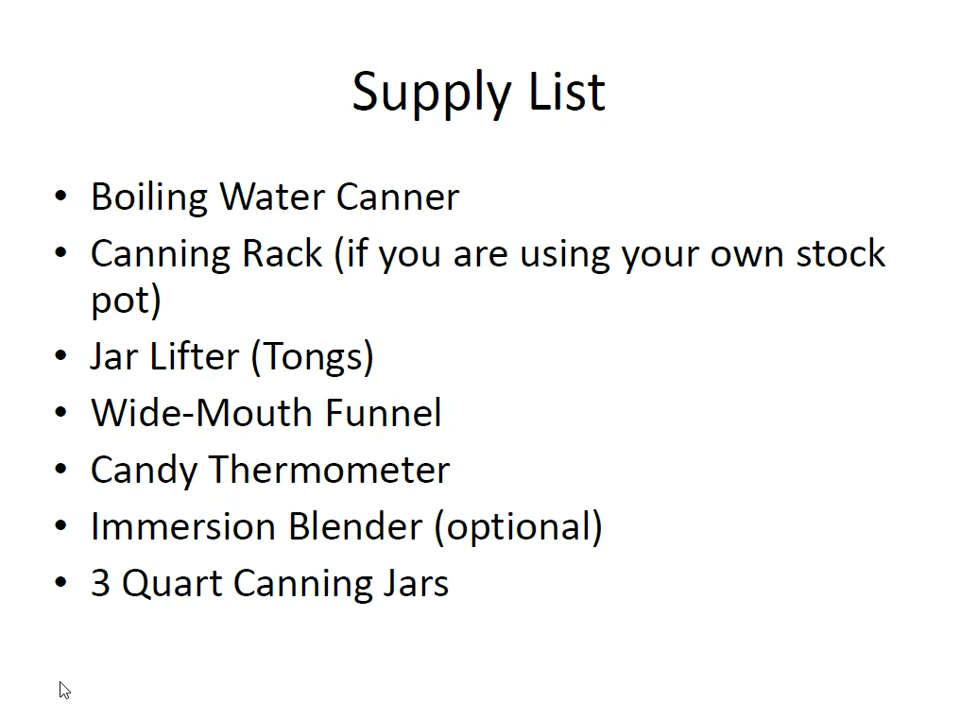 Supply List
• Boiling Water Canner
• Canning Rack (if you are using your own stock
pot)
• Jar Lifter (Tongs)
• Wide-Mouth Funnel
• Candy Thermometer
• Immersion Blender (optional)
• 3 Quart Canning Jars